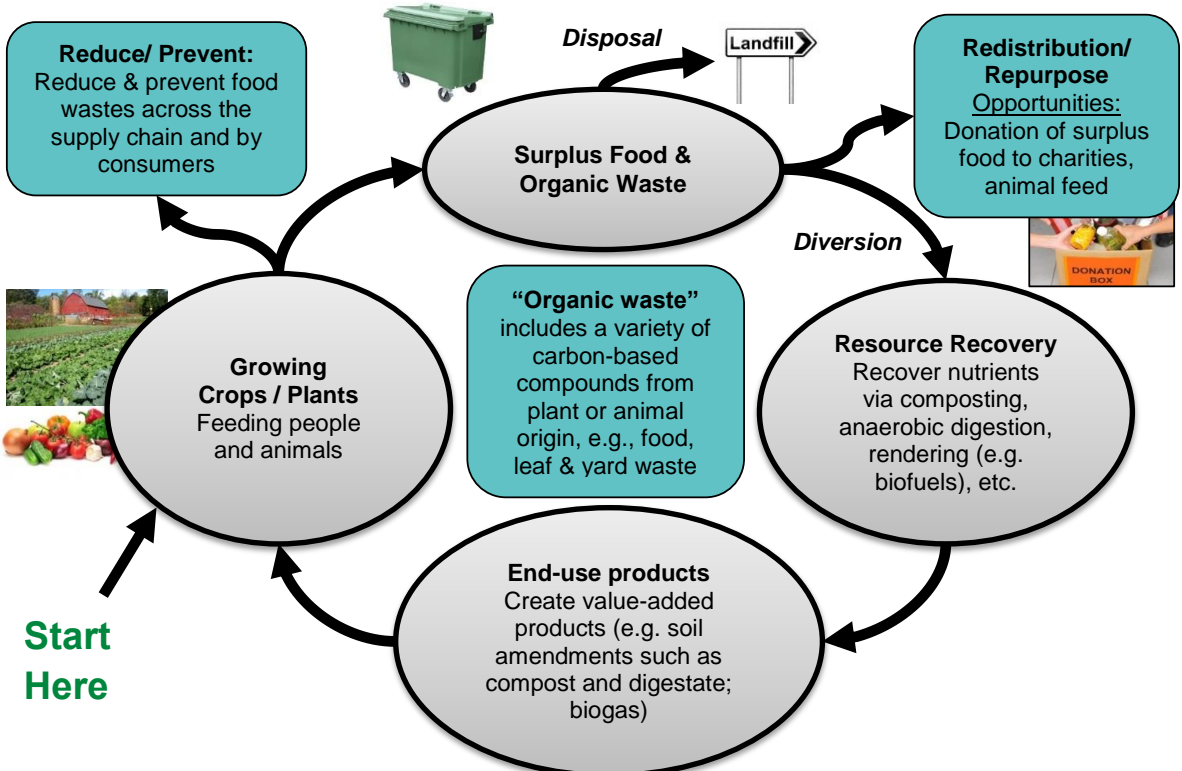 Reduce/ Prevent:
Reduce & prevent food
wastes across the
supply chain and by
consumers
Disposal
Landfill
Redistribution/
Repurpose
Opportunities:
Donation of surplus
food to charities,
animal feed
Surplus Food &
Organic Waste
Diversion
DONATION
BOX
“Organic waste”
includes a variety of
carbon-based
compounds from
plant or animal
origin, e.g., food,
leaf & yard waste
Growing
Crops / Plants
Feeding people
and animals
Resource Recovery
Recover nutrients
via composting,
anaerobic digestion,
rendering (e.g.
biofuels), etc.
End-use products
Create value-added
products (e.g. soil
amendments such as
compost and digestate;
biogas)
Start
Here